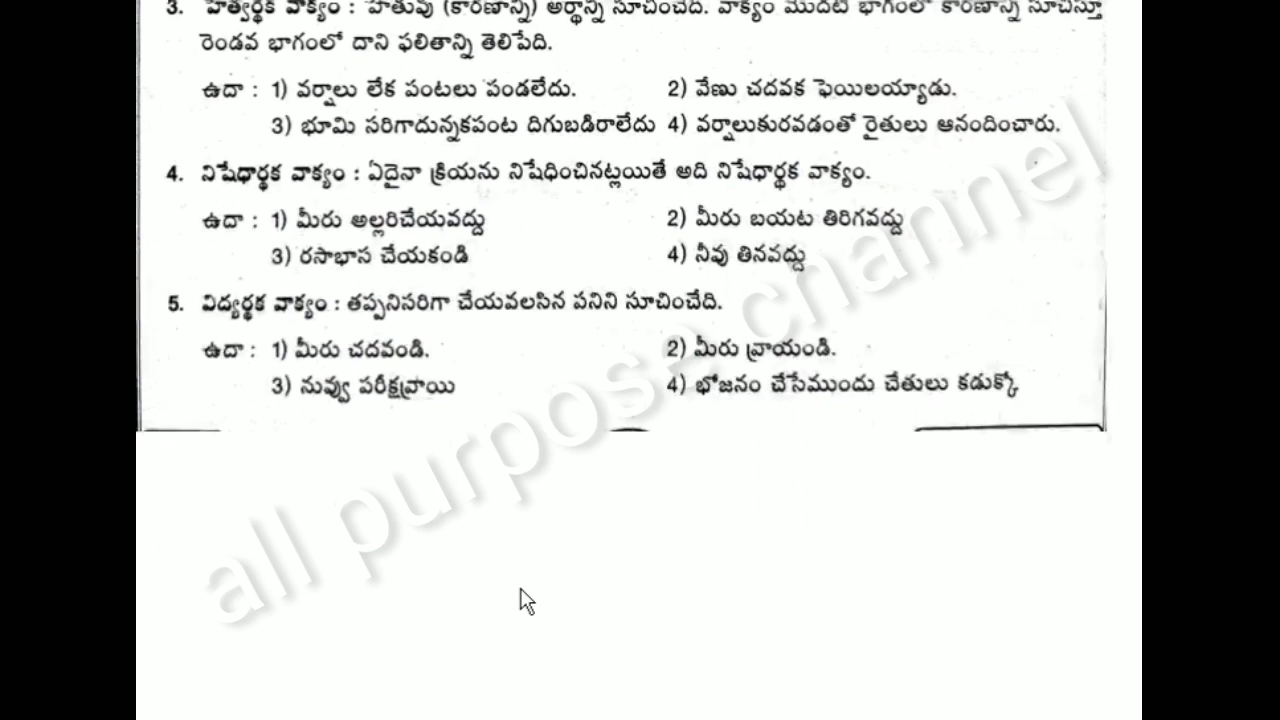 3. హేత్వర్థక వాక్యం : హేతువు (కారణాన్ని) అర్థాన్ని సూచించేది. వాక్యం మొదటి భాగంలో కారణాన్ని సూచిస్తూ
రెండవ భాగంలో దాని ఫలితాన్ని తెలిపేది.
ఉదా : 1) వర్షాలు లేక పంటలు పండలేదు. 2) వేణు చదవక ఫెయిలయ్యాడు.
3) భూమి సరిగాదున్నకపంట దిగుబడిరాలేదు 4) వర్షాలుకురవడంతో రైతులు ఆనందించారు.
4. నిషేధార్థక వాక్యం : ఏదైనా క్రియను నిషేధించినట్లయితే అది నిషేధార్థక వాక్యం.
ఉదా : 1) మీరు అల్లరిచేయవద్దు 2) మీరు బయట తిరిగవద్దు
3) రసాభాస చేయకండి 4) నీవు తినవద్దు
5. విద్యర్థక వాక్యం : తప్పనిసరిగా చేయవలసిన పనిని సూచించేది.
ఉదా : 1) మీరు చదవండి. 2) మీరు వ్రాయండి.
3) నువ్వు పరీక్షవ్రాయి 4) భోజనం చేసేముందు చేతులు కడుక్కో
all purpose channel